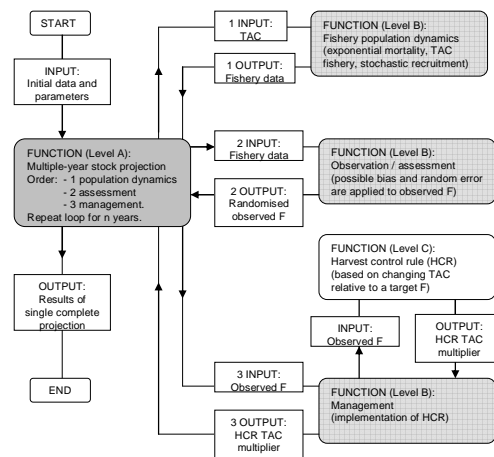 START
INPUT:
Initial data and
parameters
FUNCTION (Level A):
Multiple-year stock projection
Order: - 1 population dynamics
- 2 assessment
- 3 management.
Repeat loop for n years.
OUTPUT:
Results of
single complete
projection
END
1 INPUT:
TAC
1 OUTPUT:
Fishery data
FUNCTION (Level B):
Fishery population dynamics
(exponential mortality, TAC
fishery, stochastic recruitment)
2 INPUT:
Fishery data
2 OUTPUT:
Randomised
observed F
FUNCTION (Level B):
Observation / assessment
(possible bias and random error
are applied to observed F)
FUNCTION (Level C):
Harvest control rule (HCR)
(based on changing TAC
relative to a target F)
INPUT:
Observed F
OUTPUT:
HCR TAC
multiplier
3 INPUT:
Observed F
3 OUTPUT:
HCR TAC
multiplier
FUNCTION (Level B):
Management
(implementation of HCR)